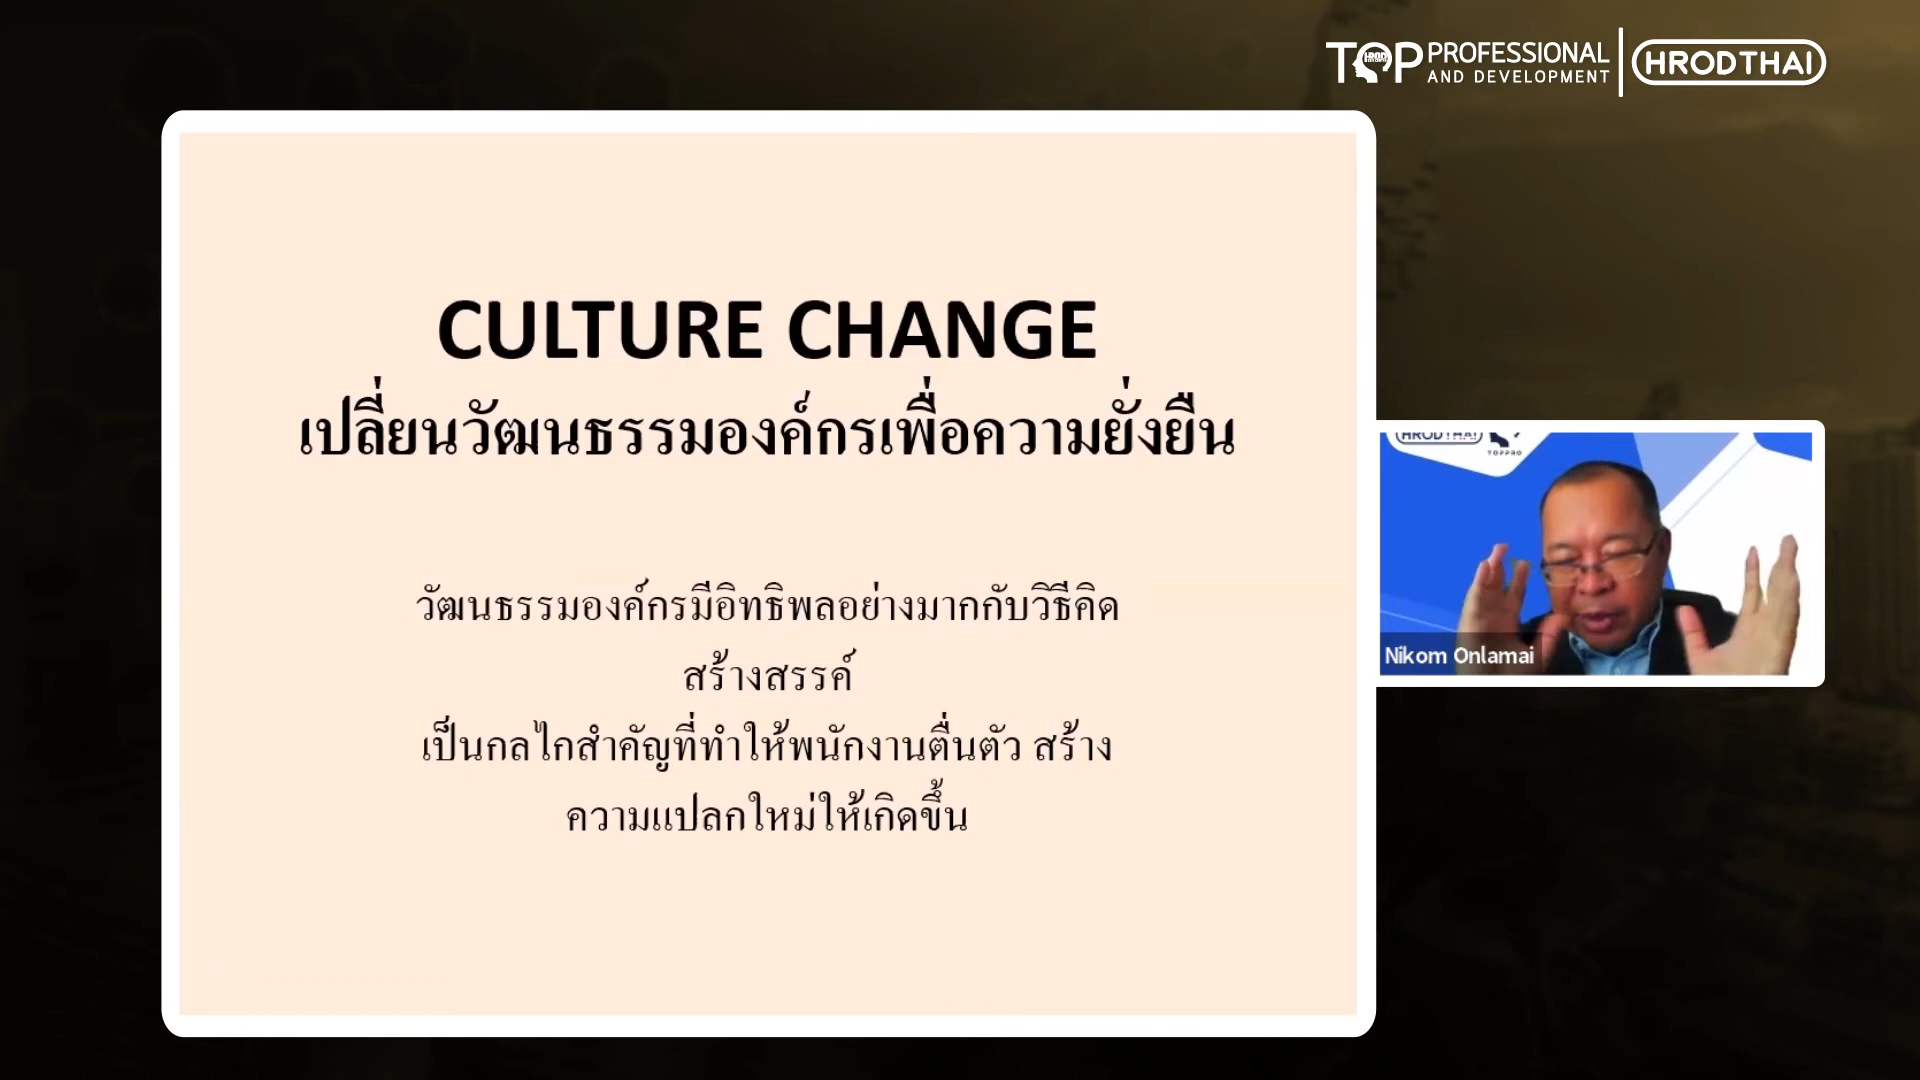 TOP PROFESSIONAL
AND DEVELOPMENT
HRODTHAI
CULTURE CHANGE
เปลี่ยนวัฒนธรรมองค์กรเพื่อความยั่งยืน
วัฒนธรรมองค์กรมีอิทธิพลอย่างมากกับวิธีคิด
สร้างสรรค์
เป็นกลไกสำคัญที่ทำให้พนักงานตื่นตัว สร้าง
ความแปลกใหม่ให้เกิดขึ้น
HRODTHAI
TOPPRO
Nikom Onlamai